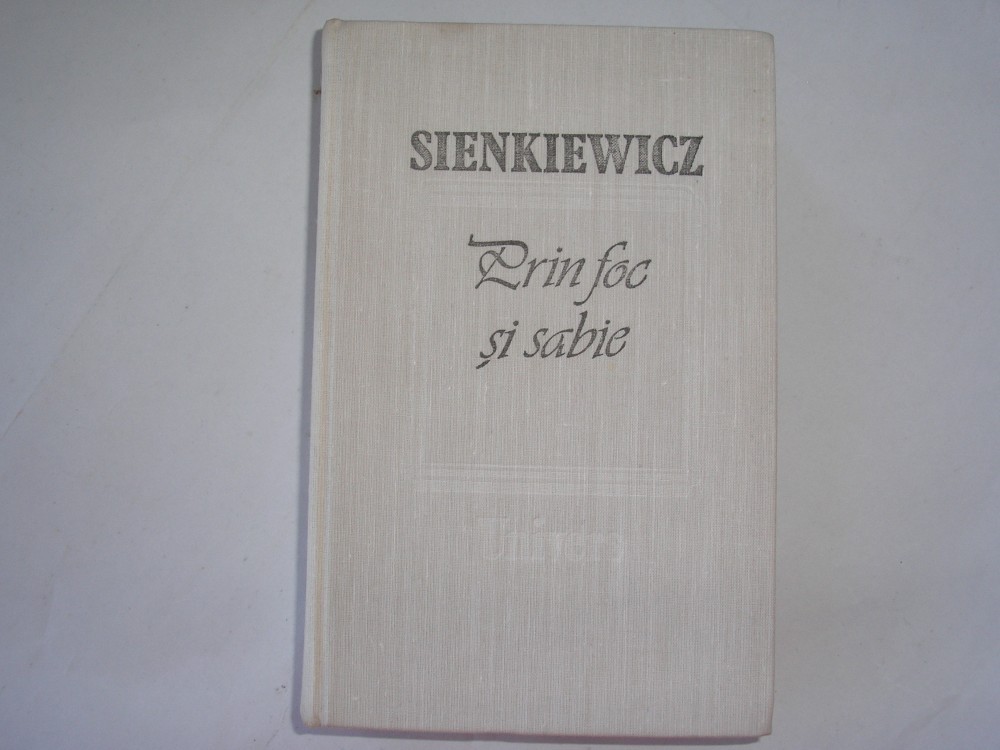 SIENKIEWICZ
Prin foc
și sabie
Univers